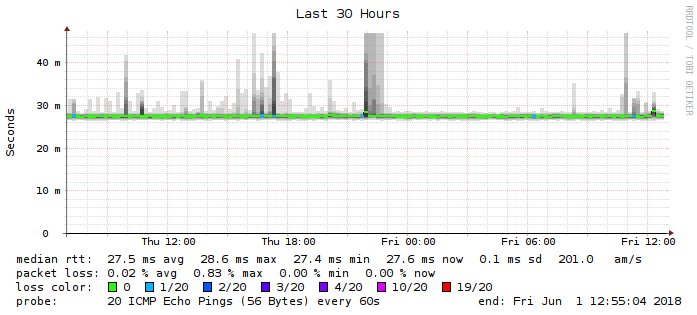 Last 30 Hours
RRDTOOL / TOBI OETIKER
Seconds
40 m
30 m
20 m
10 m
0
Thu 12:00 Thu 18:00 Fri 00:00 Fri 06:00 Fri 12:00
median rtt: 27.5 ms avg 28.6 ms max 27.4 ms min 27.6 ms now 0.1 ms sd 201.0 am/s
packet loss: 0.02 % avg 0.83 % max 0.00 % min 0.00 % now
loss color: 0 1/20 2/20 3/20 4/20 10/20 19/20
probe: 20 ICMP Echo Pings (56 Bytes) every 60s end: Fri Jun 1 12:55:04 2018